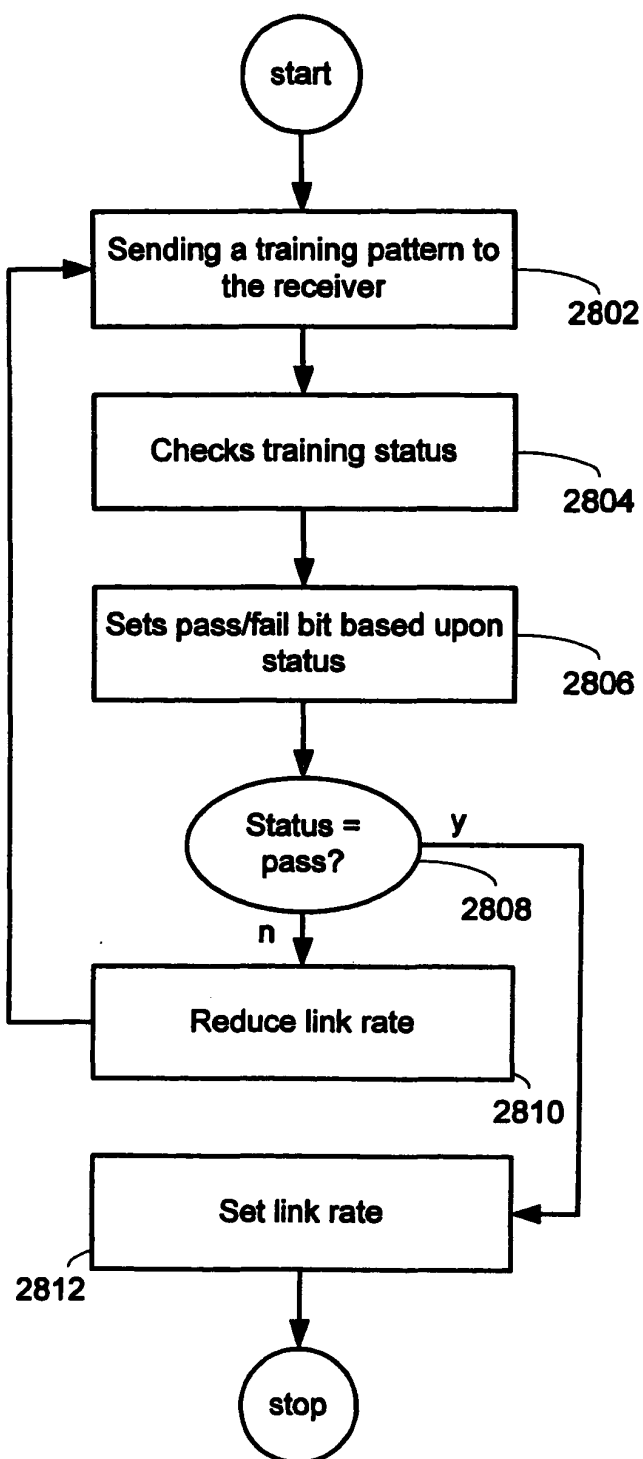 start
Sending a training pattern to
the receiver
2802
Checks training status
2804
Sets pass/fail bit based upon
status
2806
Status =
pass?
y
2808
n
Reduce link rate
2810
Set link rate
2812
stop